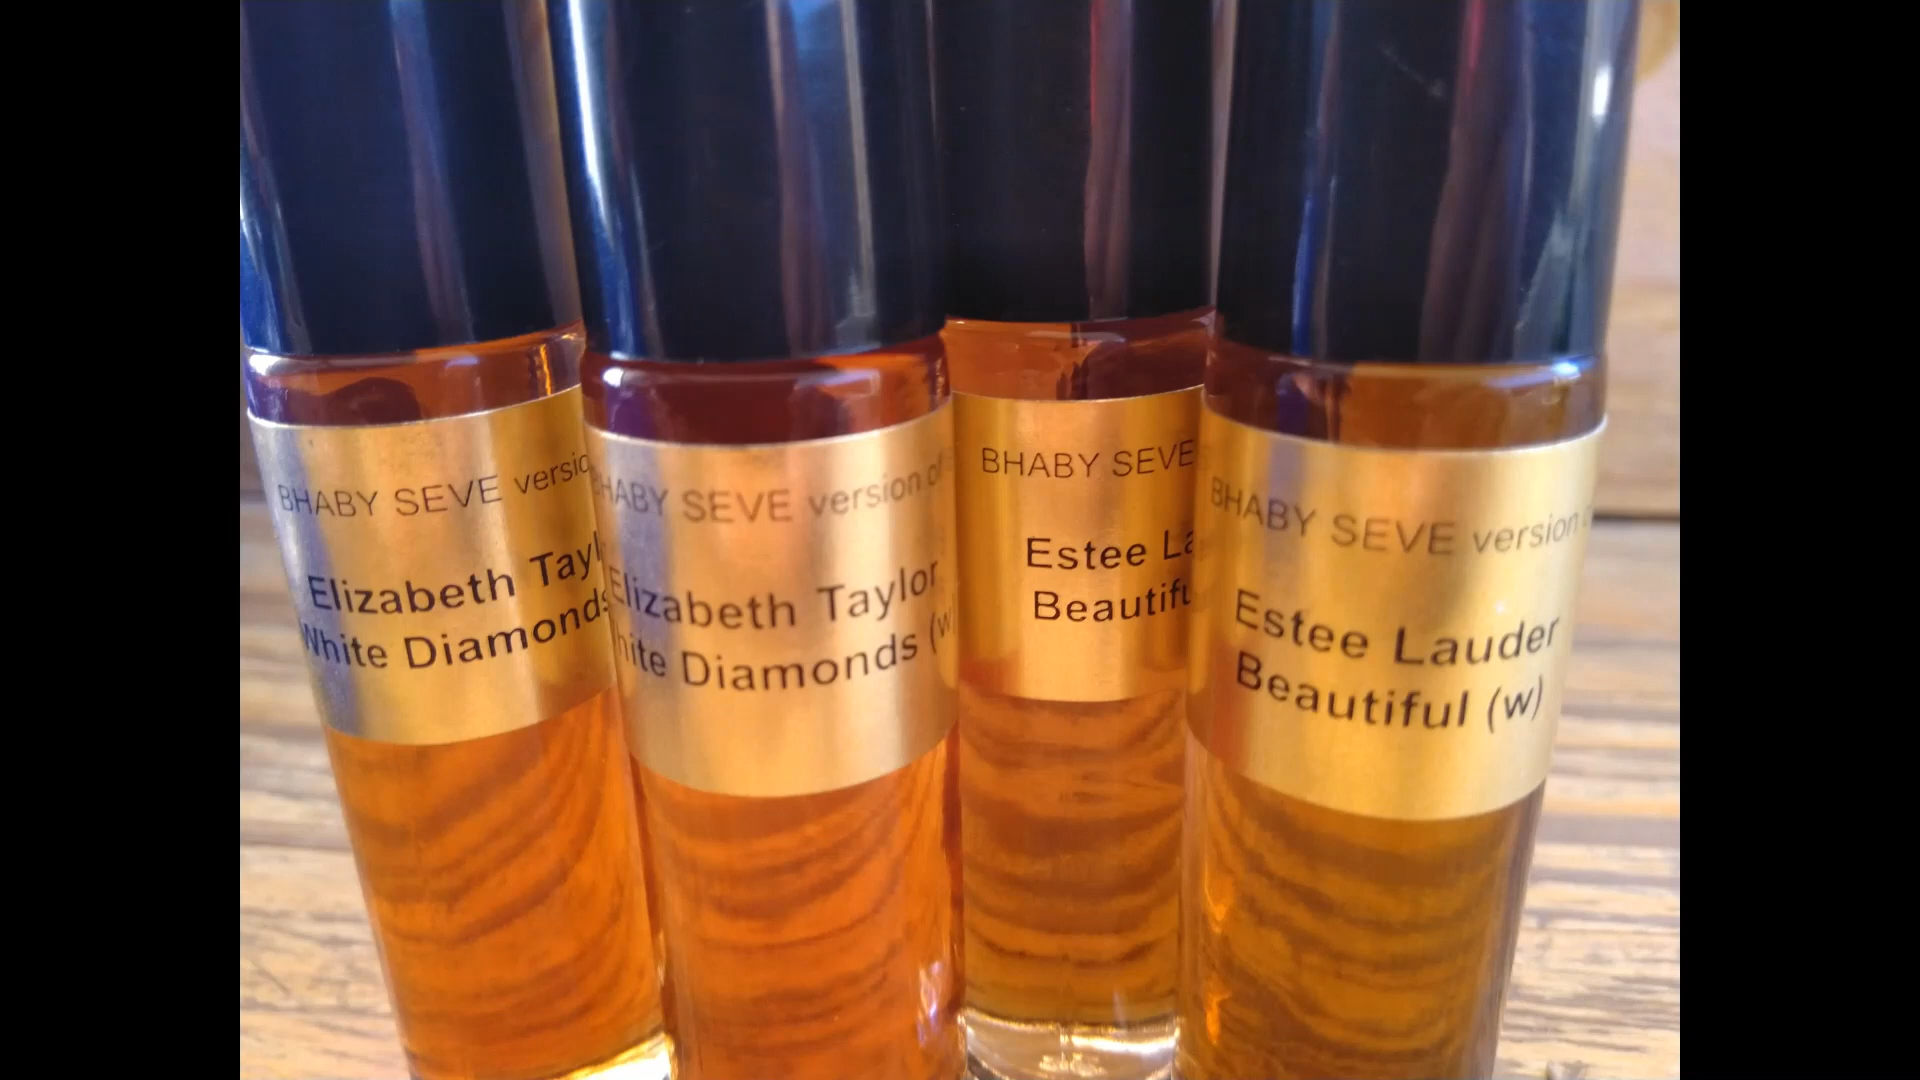 BHABY SEVE versio
Elizabeth Tayl
White Diamonds
BHABY SEVE version of
Elizabeth Taylor
hite Diamonds (w)
BHABY SEVE
Estee La
Beautifu
BHABY SEVE version
Estee Lauder
Beautiful (w)